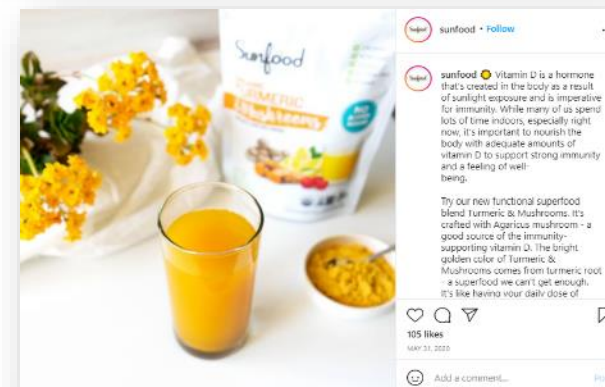 Sunfood
TURMERIC
Mushrooms
sunfood • Follow
sunfood Vitamin D is a hormone
that's created in the body as a result
of sunlight exposure and is imperative
for immunity. While many of us spend
lots of time indoors, especially right
now, it's important to nourish the
body with adequate amounts of
vitamin D to support strong immunity
and a feeling of well-
being.
Try our new functional superfood
blend Turmeric & Mushrooms. It's
crafted with Agaricus mushroom - a
good source of the immunity-
supporting vitamin D. The bright
golden color of Turmeric &
Mushrooms comes from turmeric root
- a superfood we can't get enough.
It's like having your daily dose of
105 likes
MAY 31, 2020
Add a comment...